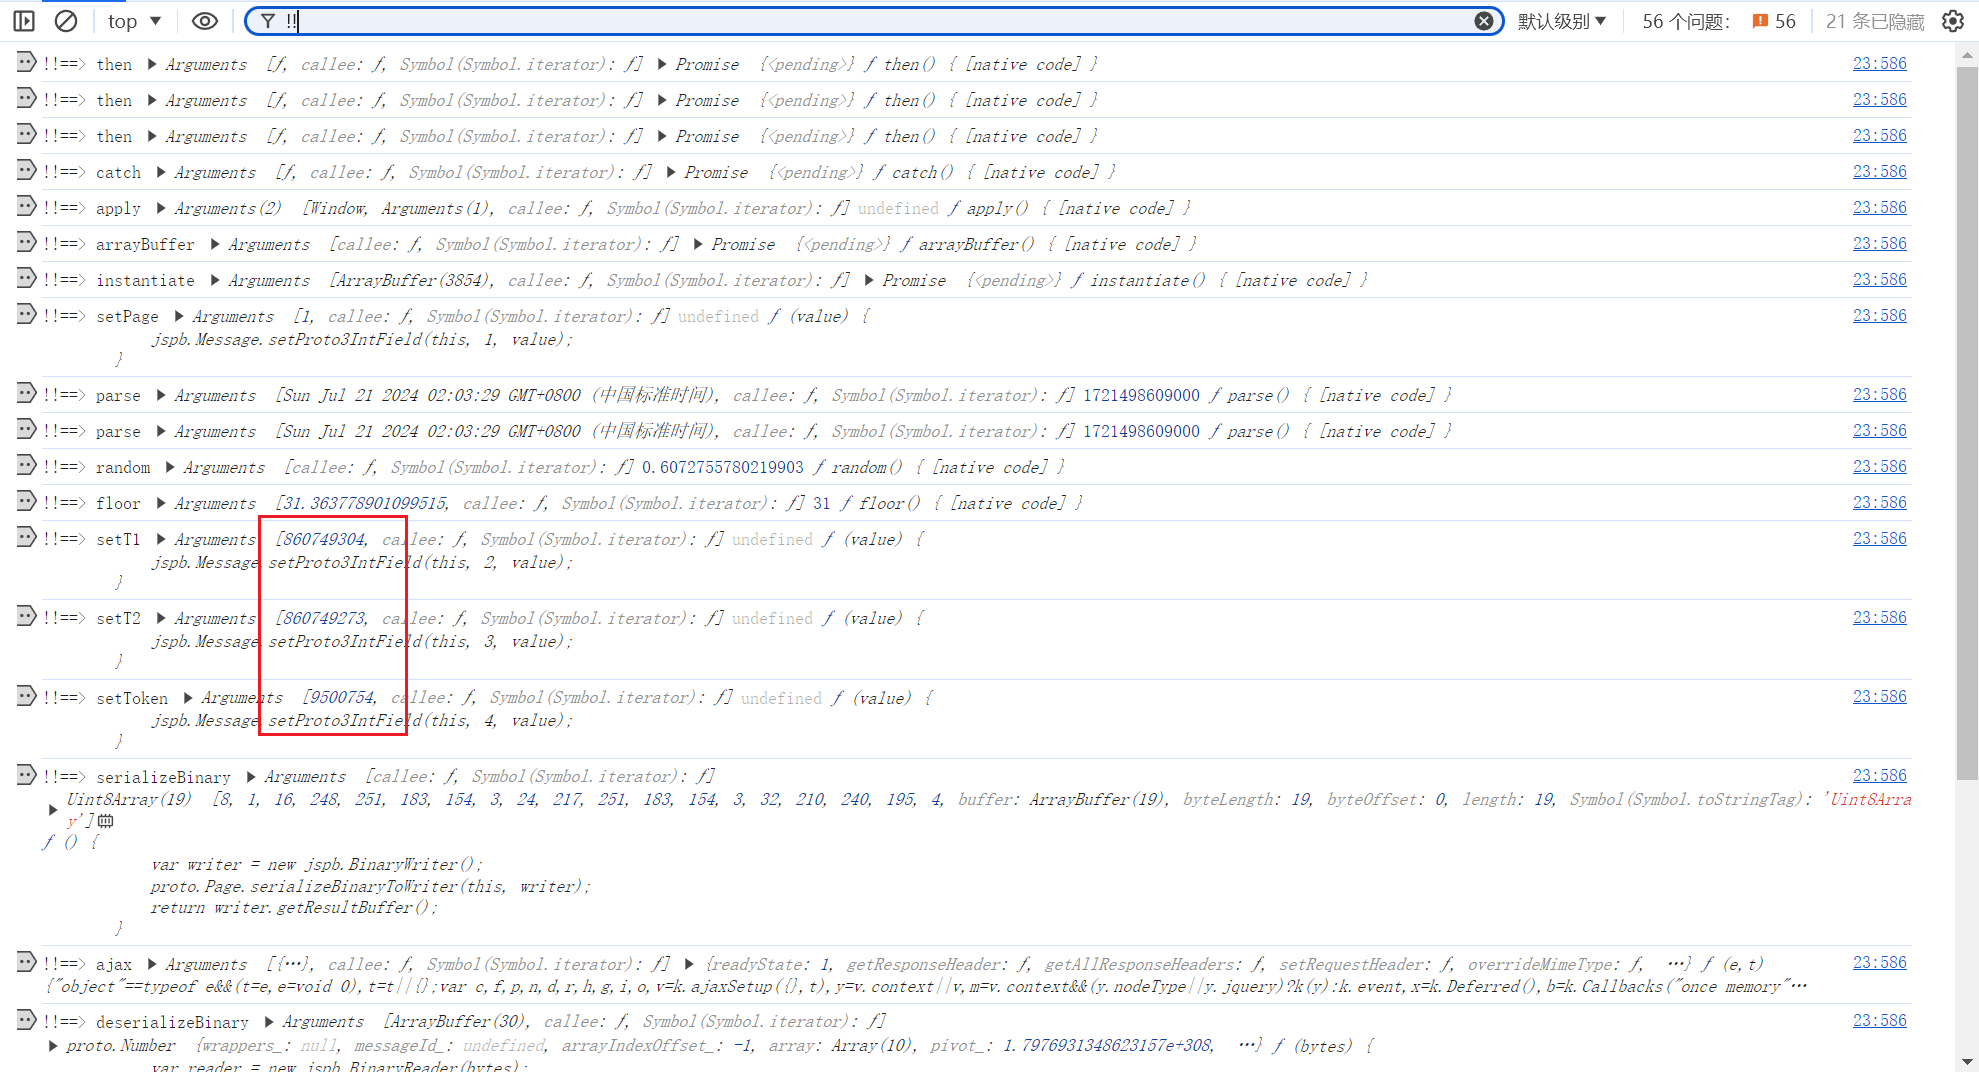 top ▼ !! 默认级别 ▼ 56 个问题： 56 21 条已隐藏
!!==> then ▶ Arguments [f, callee: ƒ, Symbol(Symbol.iterator): ƒ] ▶ Promise {<pending>} ƒ then() { [native code] } 23:586
!!==> then ▶ Arguments [f, callee: ƒ, Symbol(Symbol.iterator): ƒ] ▶ Promise {<pending>} ƒ then() { [native code] } 23:586
!!==> then ▶ Arguments [f, callee: ƒ, Symbol(Symbol.iterator): ƒ] ▶ Promise {<pending>} ƒ then() { [native code] } 23:586
!!==> catch ▶ Arguments [f, callee: ƒ, Symbol(Symbol.iterator): ƒ] ▶ Promise {<pending>} ƒ catch() { [native code] } 23:586
!!==> apply ▶ Arguments(2) [Window, Arguments(1), callee: ƒ, Symbol(Symbol.iterator): ƒ] undefined ƒ apply() { [native code] } 23:586
!!==> arrayBuffer ▶ Arguments [callee: ƒ, Symbol(Symbol.iterator): ƒ] ▶ Promise {<pending>} ƒ arrayBuffer() { [native code] } 23:586
!!==> instantiate ▶ Arguments [ArrayBuffer(3854), callee: ƒ, Symbol(Symbol.iterator): ƒ] ▶ Promise {<pending>} ƒ instantiate() { [native code] } 23:586
!!==> setPage ▶ Arguments [1, callee: ƒ, Symbol(Symbol.iterator): ƒ] undefined ƒ (value) { 23:586
jspb.Message.setProto3IntField(this, 1, value);
}
!!==> parse ▶ Arguments [Sun Jul 21 2024 02:03:29 GMT+0800 (中国标准时间), callee: ƒ, Symbol(Symbol.iterator): ƒ] 1721498609000 ƒ parse() { [native code] } 23:586
!!==> parse ▶ Arguments [Sun Jul 21 2024 02:03:29 GMT+0800 (中国标准时间), callee: ƒ, Symbol(Symbol.iterator): ƒ] 1721498609000 ƒ parse() { [native code] } 23:586
!!==> random ▶ Arguments [callee: ƒ, Symbol(Symbol.iterator): ƒ] 0.6072755780219903 ƒ random() { [native code] } 23:586
!!==> floor ▶ Arguments [31.363778901099515, callee: ƒ, Symbol(Symbol.iterator): ƒ] 31 ƒ floor() { [native code] } 23:586
!!==> setT1 ▶ Arguments [860749304, callee: ƒ, Symbol(Symbol.iterator): ƒ] undefined ƒ (value) { 23:586
jspb.Message.setProto3IntField(this, 2, value);
}
!!==> setT2 ▶ Arguments [860749273, callee: ƒ, Symbol(Symbol.iterator): ƒ] undefined ƒ (value) { 23:586
jspb.Message.setProto3IntField(this, 3, value);
}
!!==> setToken ▶ Arguments [9500754, callee: ƒ, Symbol(Symbol.iterator): ƒ] undefined ƒ (value) { 23:586
jspb.Message.setProto3IntField(this, 4, value);
}
!!==> serializeBinary ▶ Arguments [callee: ƒ, Symbol(Symbol.iterator): ƒ] 23:586
▶ Uint8Array(19) [8, 1, 16, 248, 251, 183, 154, 3, 24, 217, 251, 183, 154, 3, 32, 210, 240, 195, 4, buffer: ArrayBuffer(19), byteLength: 19, byteOffset: 0, length: 19, Symbol(Symbol.toStringTag): 'Uint8Arra
y']
ƒ () {
var writer = new jspb.BinaryWriter();
proto.Page.serializeBinaryToWriter(this, writer);
return writer.getResultBuffer();
}
!!==> ajax ▶ Arguments [{…}, callee: ƒ, Symbol(Symbol.iterator): ƒ] ▶ {readyState: 1, getResponseHeader: ƒ, getAllResponseHeaders: ƒ, setRequestHeader: ƒ, overrideMimeType: ƒ, …} ƒ (e,t) 23:586
{"object"==typeof e&&(t=e,e=void 0),t=t||{};var c,f,p,n,d,r,h,g,i,o,v=k.ajaxSetup({},t),y=v.context||v,m=v.context&&(y.nodeType||y.jquery)?k(y):k.event,x=k.Deferred(),b=k.Callbacks("once memory"…
!!==> deserializeBinary ▶ Arguments [ArrayBuffer(30), callee: ƒ, Symbol(Symbol.iterator): ƒ] 23:586
▶ proto.Number {wrappers_: null, messageId_: undefined, arrayIndexOffset_: -1, array: Array(10), pivot_: 1.7976931348623157e+308, …} ƒ (bytes) {
var reader = new jspb.BinaryReader(bytes);